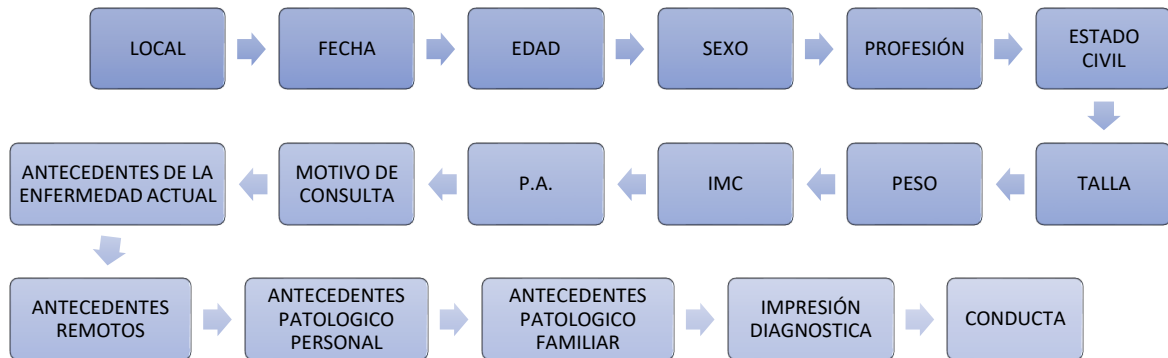 LOCAL
FECHA
EDAD
SEXO
PROFESIÓN
ESTADO
CIVIL
TALLA
PESO
IMC
P.A.
MOTIVO DE
CONSULTA
ANTECEDENTES DE LA
ENFERMEDAD ACTUAL
ANTECEDENTES
REMOTOS
ANTECEDENTES
PATOLOGICO
PERSONAL
ANTECEDENTES
PATOLOGICO
FAMILIAR
IMPRESIÓN
DIAGNOSTICA
CONDUCTA